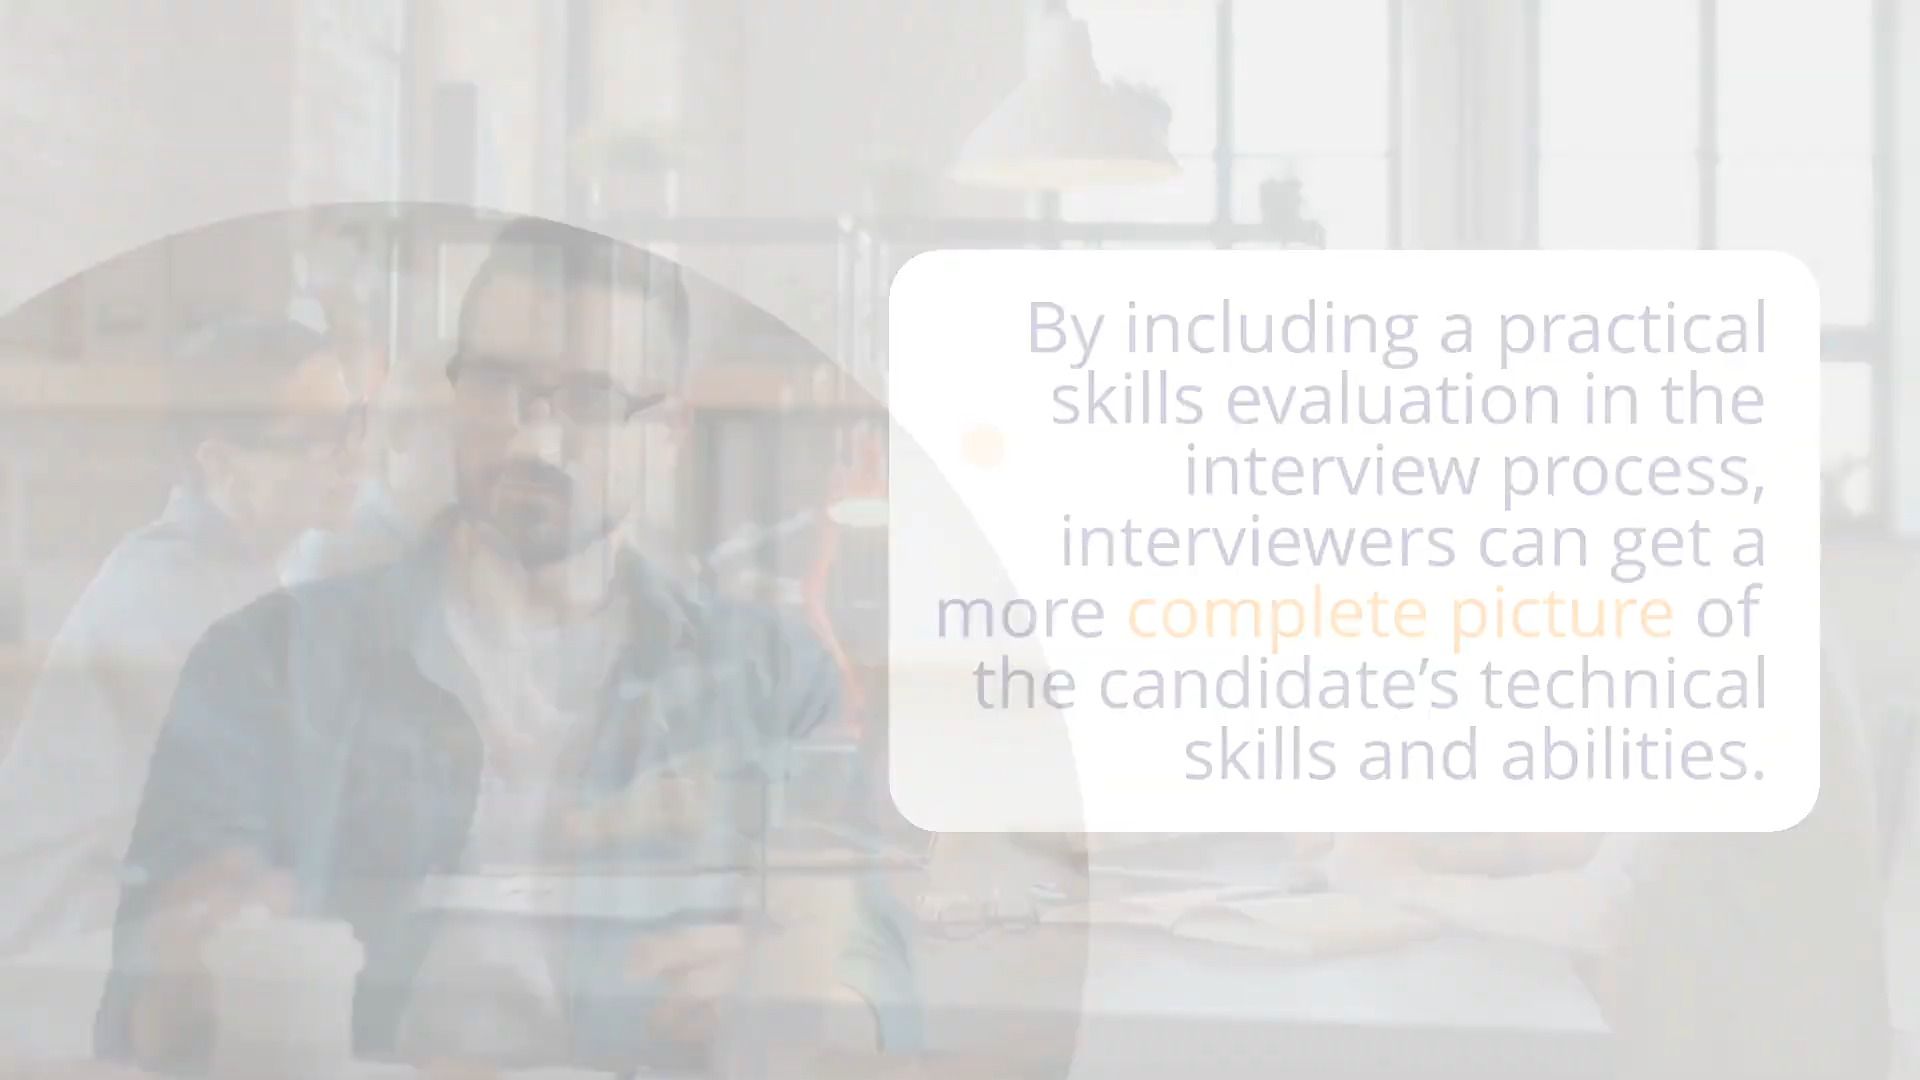 By including a practical
skills evaluation in the
interview process,
interviewers can get a
more complete picture of
the candidate’s technical
skills and abilities.